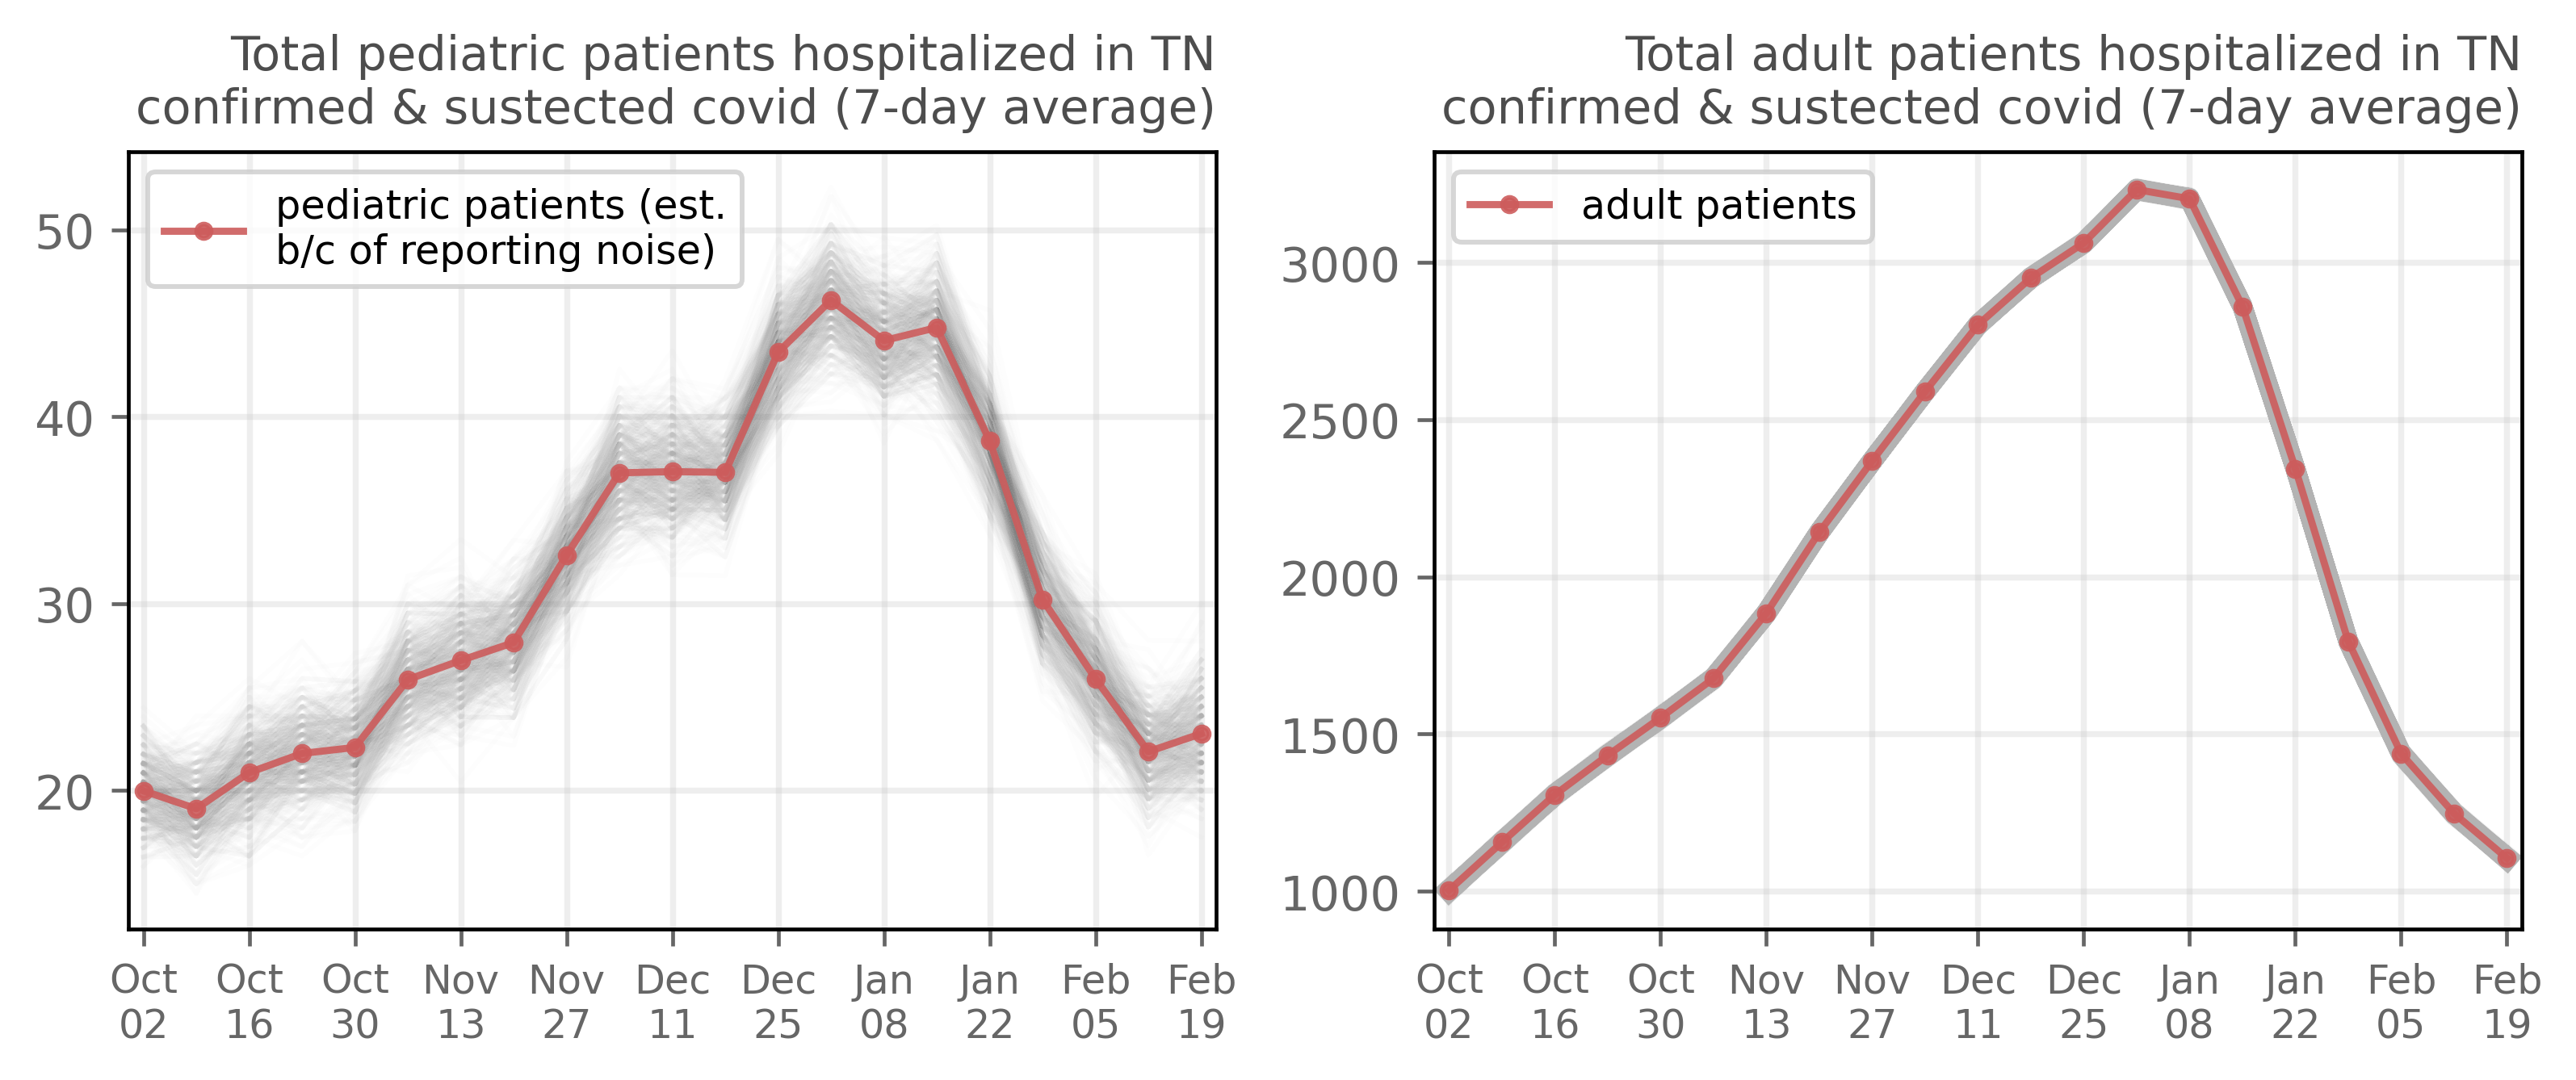 Total pediatric patients hospitalized in TN
confirmed & sustected covid (7-day average)
pediatric patients (est.
b/c of reporting noise)
50
40
30
20
Oct Oct Oct Nov Nov Dec Dec Jan Jan Feb Feb
02 16 30 13 27 11 25 08 22 05 19
Total adult patients hospitalized in TN
confirmed & sustected covid (7-day average)
adult patients
3000
2500
2000
1500
1000
Oct Oct Oct Nov Nov Dec Dec Jan Jan Feb Feb
02 16 30 13 27 11 25 08 22 05 19